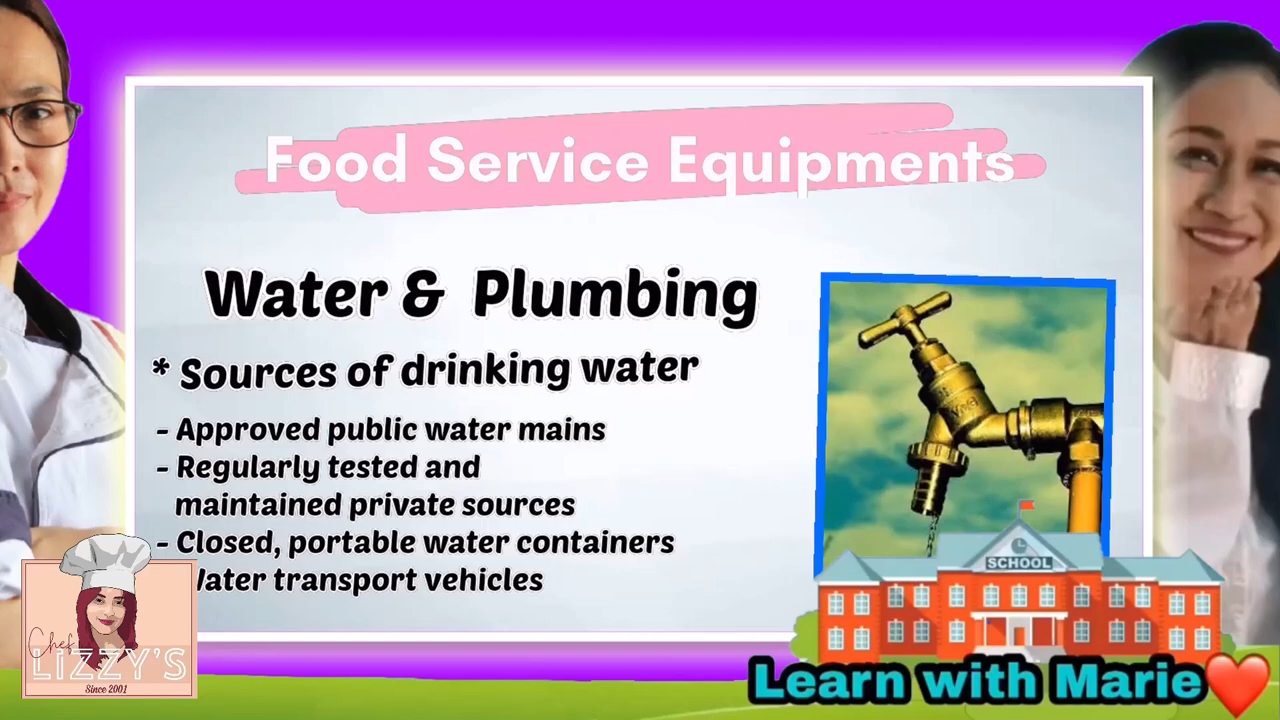 Food Service Equipments
Water & Plumbing
* Sources of drinking water
- Approved public water mains
- Regularly tested and
maintained private sources
- Closed, portable water containers
Water transport vehicles
SCHOOL
Chef
LIZZY'S
Since 2001
Learn with Marie